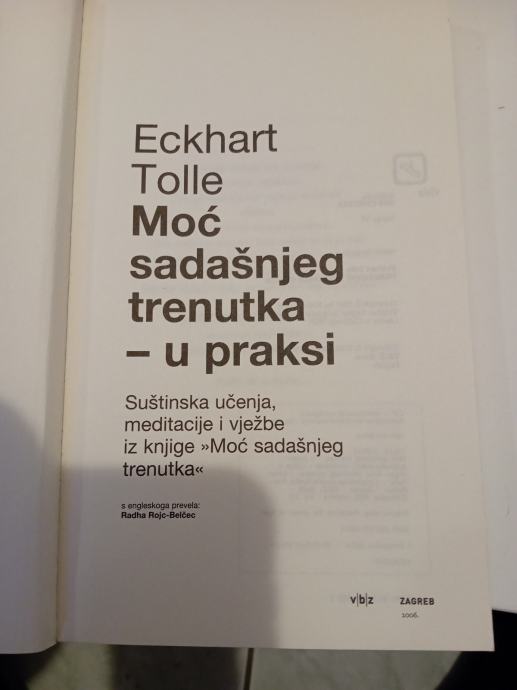 Eckhart
Tolle
Moć
sadašnjeg
trenutka
– u praksi
Suštinska učenja,
meditacije i vježbe
iz knjige »Moć sadašnjeg
trenutka«
s engleskoga prevela:
Radha Rojc-Belčec
v|b|z ZAGREB
2006.